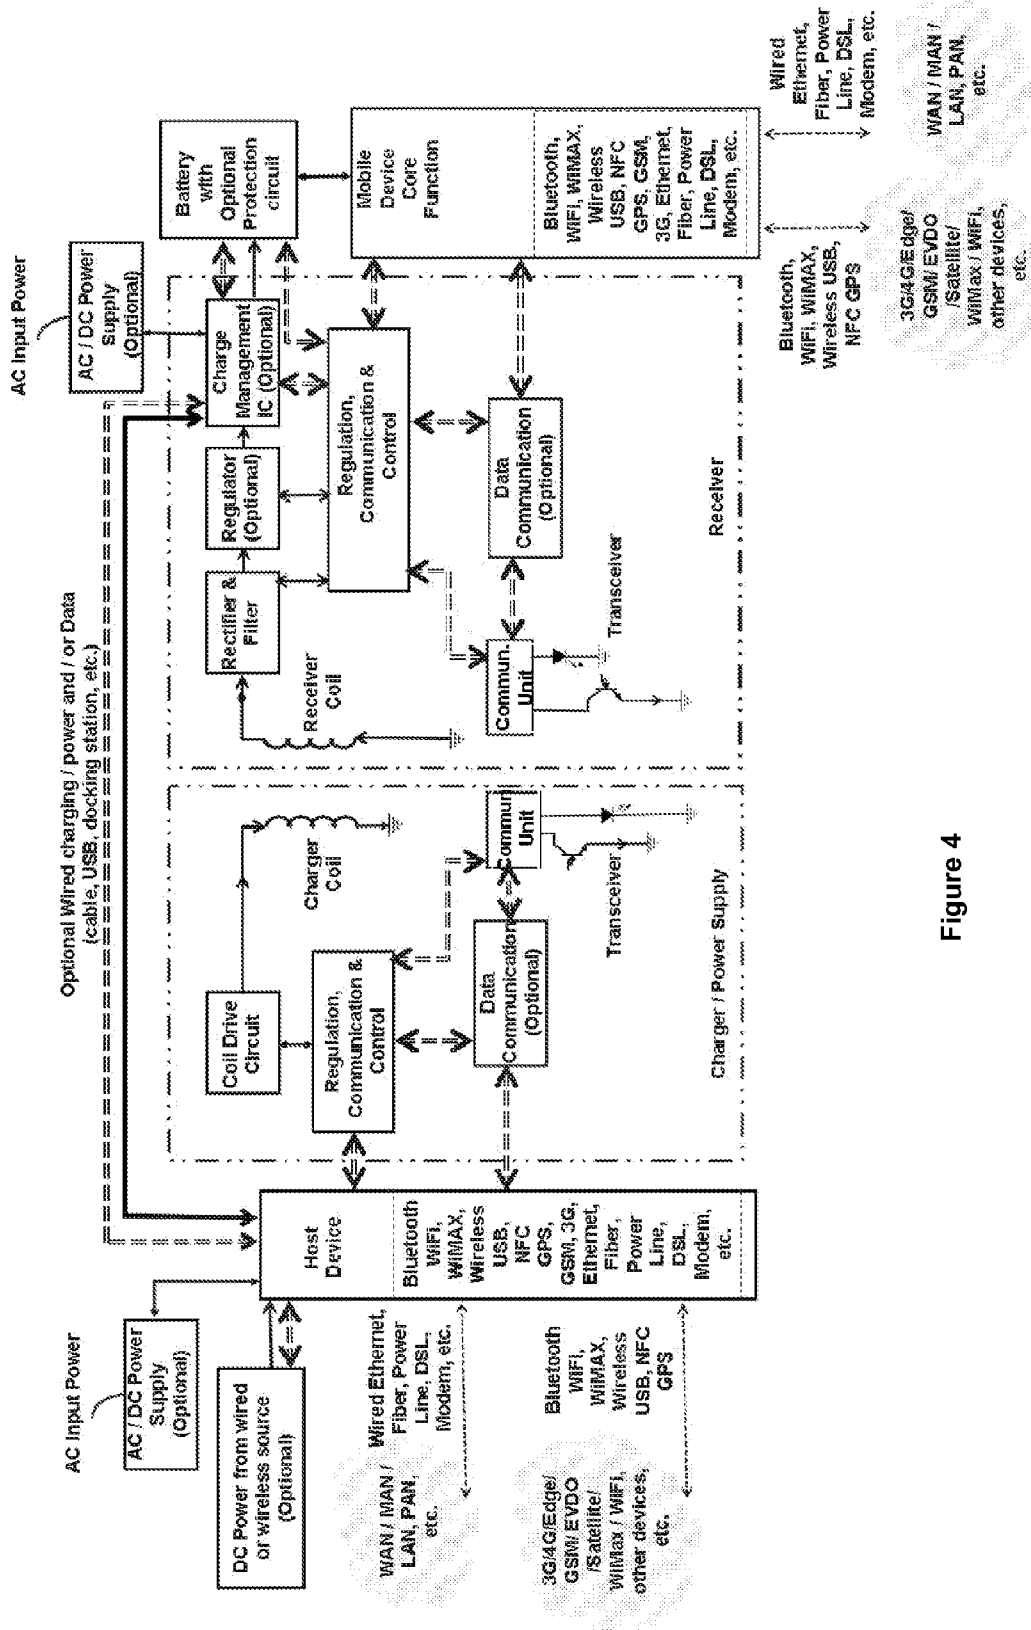 AC Input Power
AC / DC Power
Supply
(Optional)
DC Power from wired
or wireless source
(Optional)
Host
Device
Bluetooth
WiFi,
WiMAX,
Wireless
USB,
NFC
GPS,
GSM, 3G,
Ethernet,
Fiber,
Power
Line,
DSL,
Modem,
etc.
Wired Ethernet,
Fiber, Power
Line, DSL,
Modem, etc.
WAN / MAN /
LAN, PAN,
etc.
Bluetooth
WiFi,
WiMAX,
Wireless
USB, NFC
GPS
3G/4G/Edge/
GSM/ EVDO
/Satellite/
WiMax / WiFi,
other devices,
etc.
Optional Wired charging / power and / or Data
(cable, USB, docking station, etc.)
Coil Drive
Circuit
Charger
Coil
Regulation,
Communication &
Control
Data
Communication
(Optional)
Commun
Unit
Transceiver
Charger / Power Supply
Receiver
Coil
Rectifier &
Filter
Regulator
(Optional)
Charge
Management
IC (Optional)
Regulation,
Communication &
Control
Data
Communication
(Optional)
Commun.
Unit
Transceiver
Receiver
AC Input Power
AC / DC Power
Supply
(Optional)
Battery with
Optional
Protection
circuit
Mobile
Device
Core
Function
Bluetooth,
WiFi, WiMAX,
Wireless
USB, NFC
GPS, GSM,
3G, Ethernet,
Fiber, Power
Line, DSL,
Modem, etc.
Bluetooth,
WiFi, WiMAX,
Wireless USB,
NFC GPS
3G/4G/Edge/
GSM/ EVDO
/Satellite/
WiMax / WiFi,
other devices,
etc.
Wired
Ethernet,
Fiber, Power
Line, DSL,
Modem, etc.
WAN / MAN /
LAN, PAN,
etc.
Figure 4